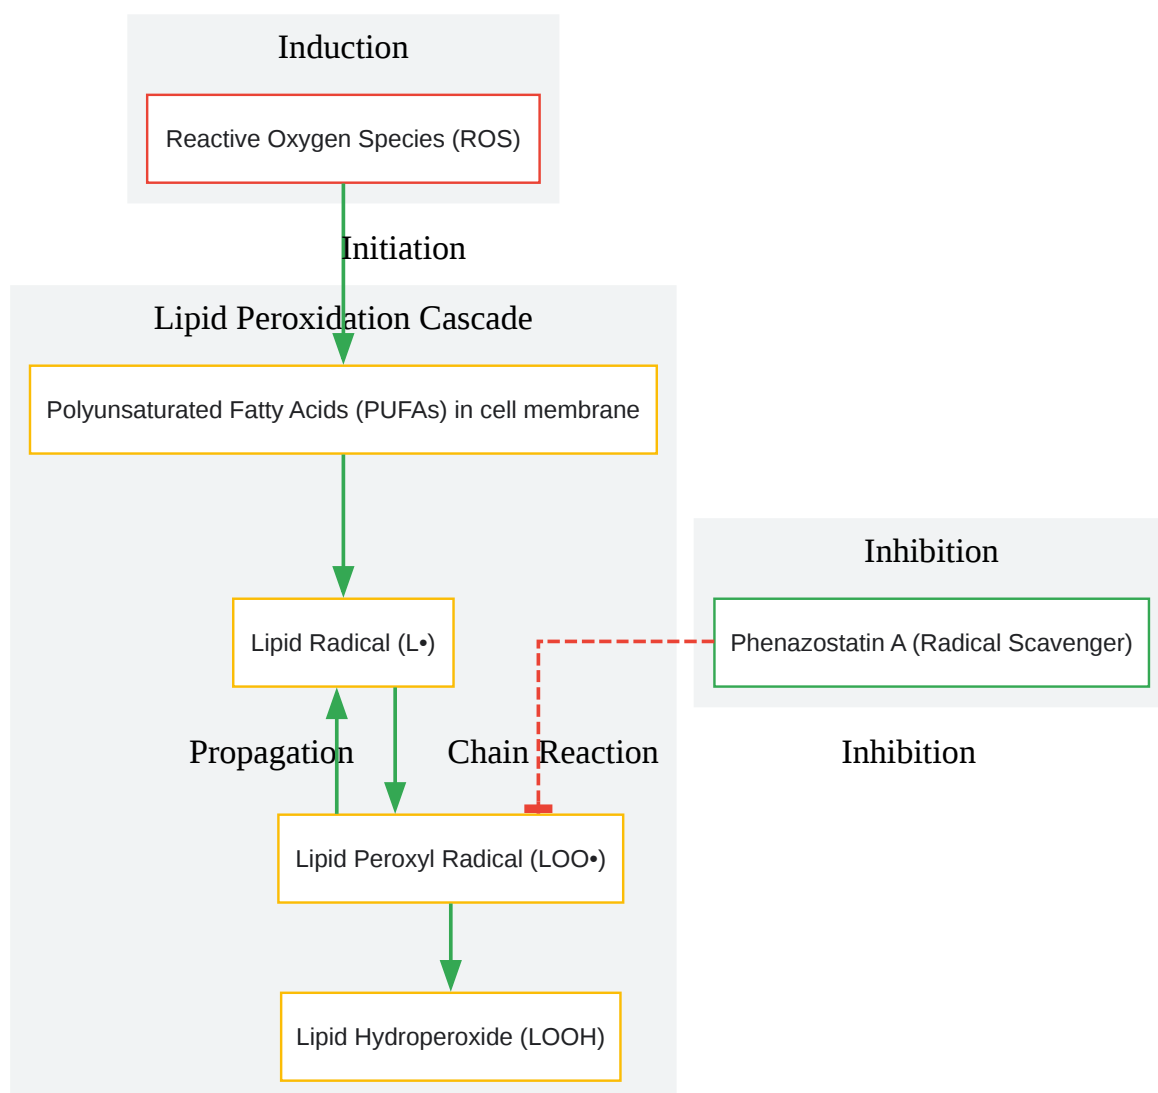 Induction
Reactive Oxygen Species (ROS)
Initiation
Lipid Peroxidation Cascade
Polyunsaturated Fatty Acids (PUFAs) in cell membrane
Inhibition
Lipid Radical (L•)
Phenazostatin A (Radical Scavenger)
Propagation
Chain Reaction
Inhibition
Lipid Peroxyl Radical (LOO•)
Lipid Hydroperoxide (LOOH)